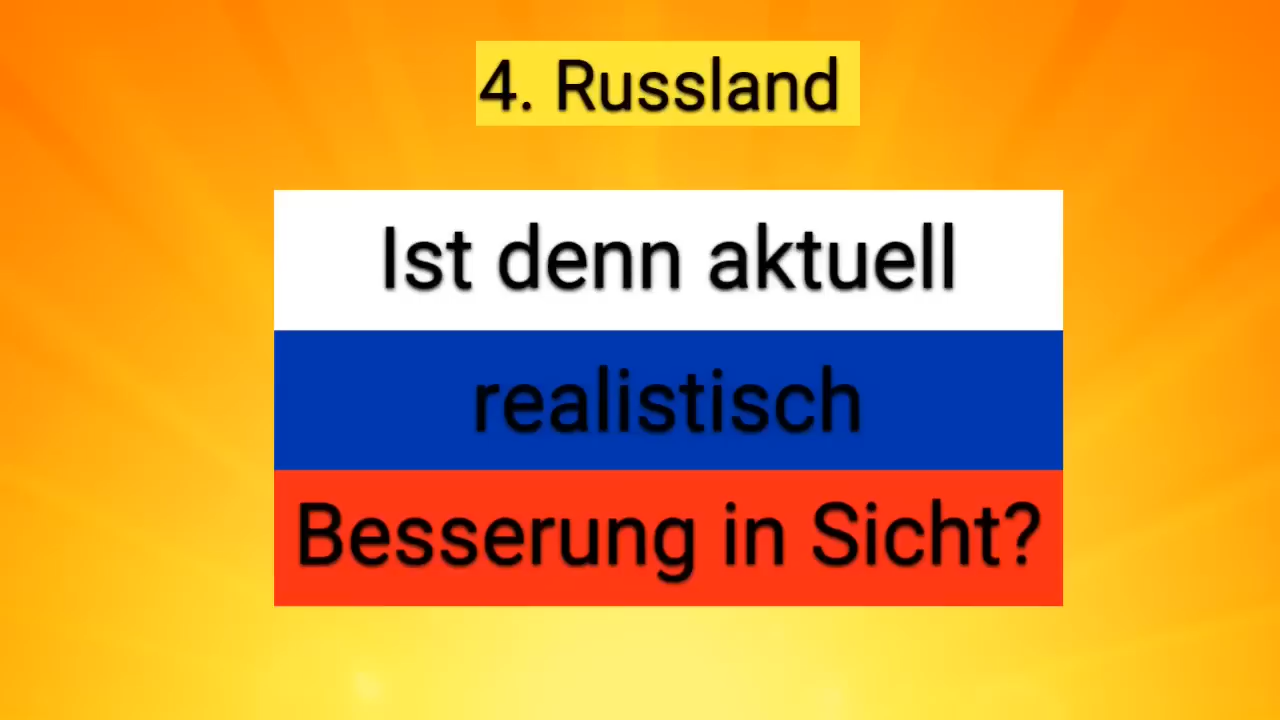 4. Russland
Ist denn aktuell
realistisch
Besserung in Sicht?